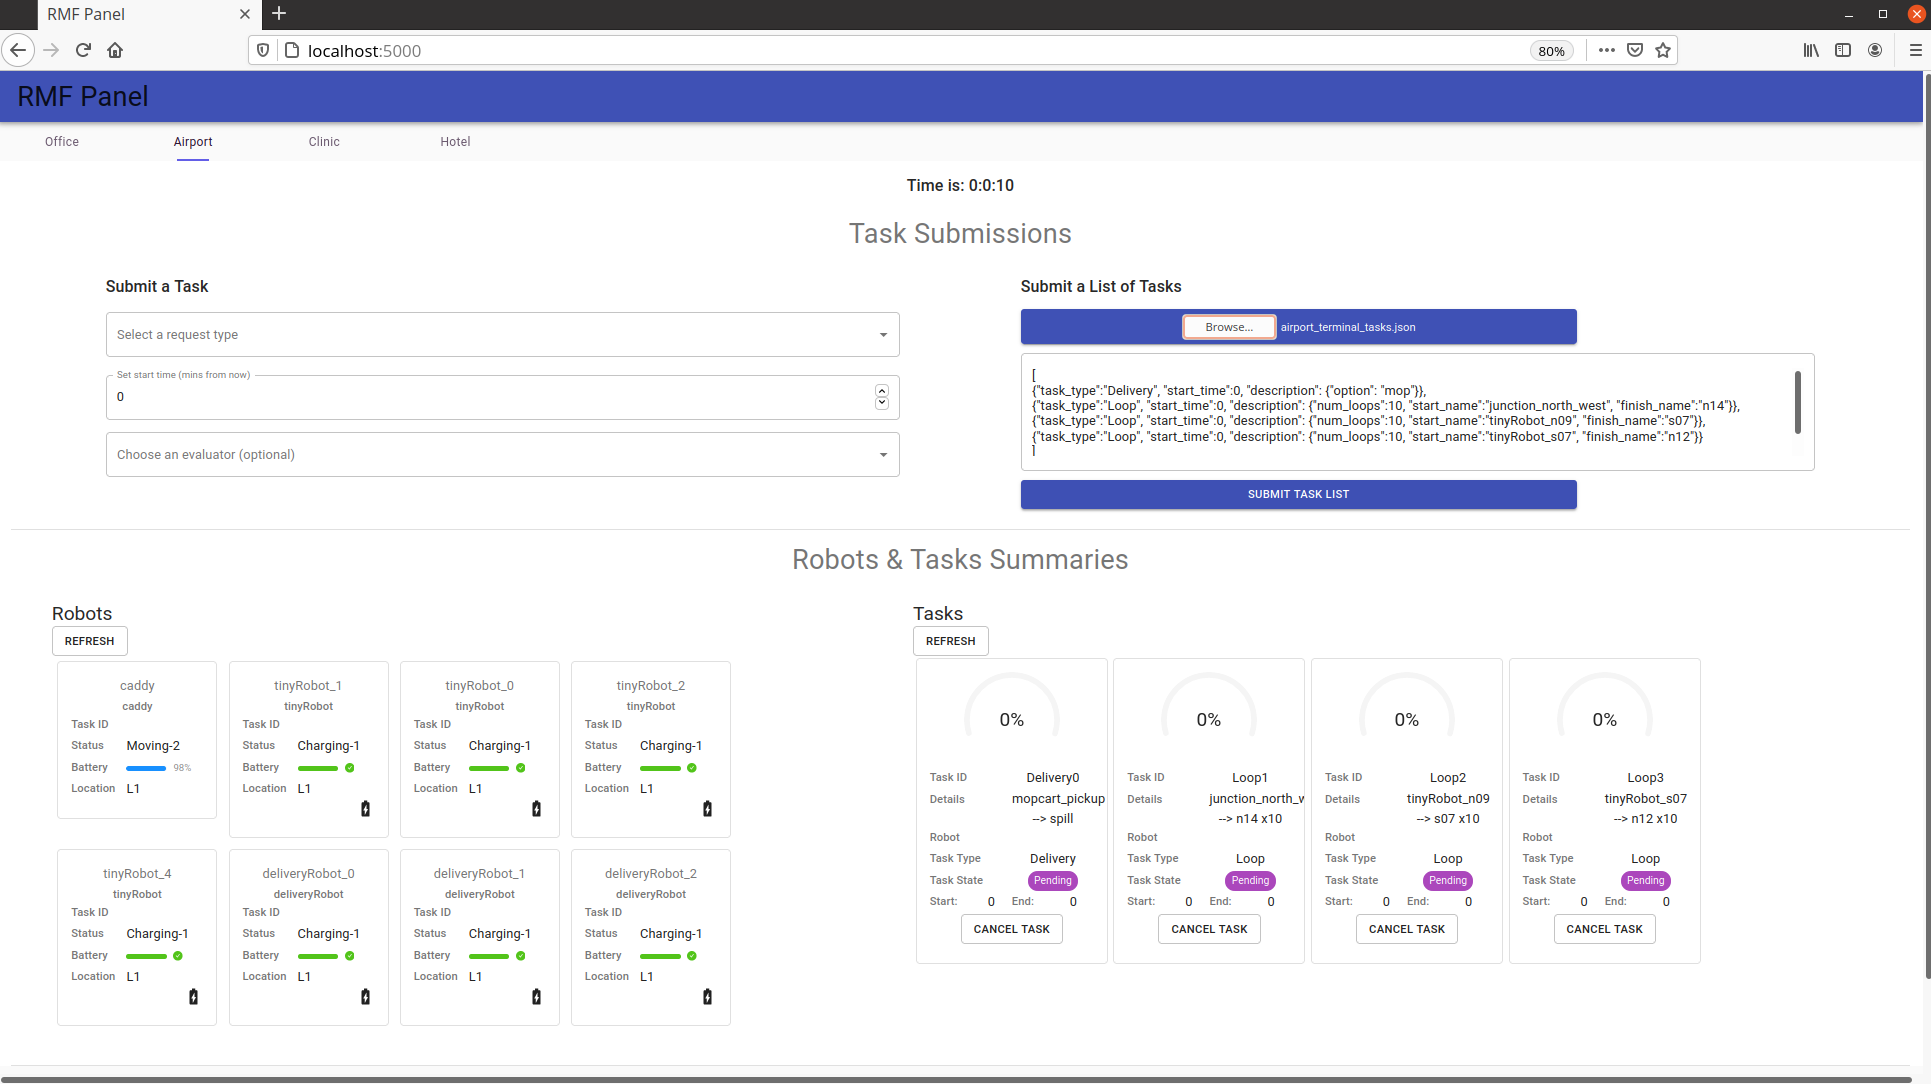 RMF Panel
localhost:5000
80%
RMF Panel
Office
Airport
Clinic
Hotel
Time is: 0:0:10
Task Submissions
Submit a Task
Select a request type
Set start time (mins from now)
0
Choose an evaluator (optional)
Submit a List of Tasks
Browse... airport_terminal_tasks.json
[
{"task_type":"Delivery", "start_time":0, "description": {"option": "mop"}},
{"task_type":"Loop", "start_time":0, "description": {"num_loops":10, "start_name":"junction_north_west", "finish_name":"n14"}},
{"task_type":"Loop", "start_time":0, "description": {"num_loops":10, "start_name":"tinyRobot_n09", "finish_name":"s07"}},
{"task_type":"Loop", "start_time":0, "description": {"num_loops":10, "start_name":"tinyRobot_s07", "finish_name":"n12"}}
]
SUBMIT TASK LIST
Robots & Tasks Summaries
Robots
REFRESH
caddy
caddy
Task ID
Status Moving-2
Battery 98%
Location L1
tinyRobot_1
tinyRobot
Task ID
Status Charging-1
Battery
Location L1
tinyRobot_0
tinyRobot
Task ID
Status Charging-1
Battery
Location L1
tinyRobot_2
tinyRobot
Task ID
Status Charging-1
Battery
Location L1
tinyRobot_4
tinyRobot
Task ID
Status Charging-1
Battery
Location L1
deliveryRobot_0
deliveryRobot
Task ID
Status Charging-1
Battery
Location L1
deliveryRobot_1
deliveryRobot
Task ID
Status Charging-1
Battery
Location L1
deliveryRobot_2
deliveryRobot
Task ID
Status Charging-1
Battery
Location L1
Tasks
REFRESH
0%
Task ID Delivery0
Details mopcart_pickup
--> spill
Robot
Task Type Delivery
Task State Pending
Start: 0 End: 0
CANCEL TASK
0%
Task ID Loop1
Details junction_north_w
--> n14 x10
Robot
Task Type Loop
Task State Pending
Start: 0 End: 0
CANCEL TASK
0%
Task ID Loop2
Details tinyRobot_n09
--> s07 x10
Robot
Task Type Loop
Task State Pending
Start: 0 End: 0
CANCEL TASK
0%
Task ID Loop3
Details tinyRobot_s07
--> n12 x10
Robot
Task Type Loop
Task State Pending
Start: 0 End: 0
CANCEL TASK